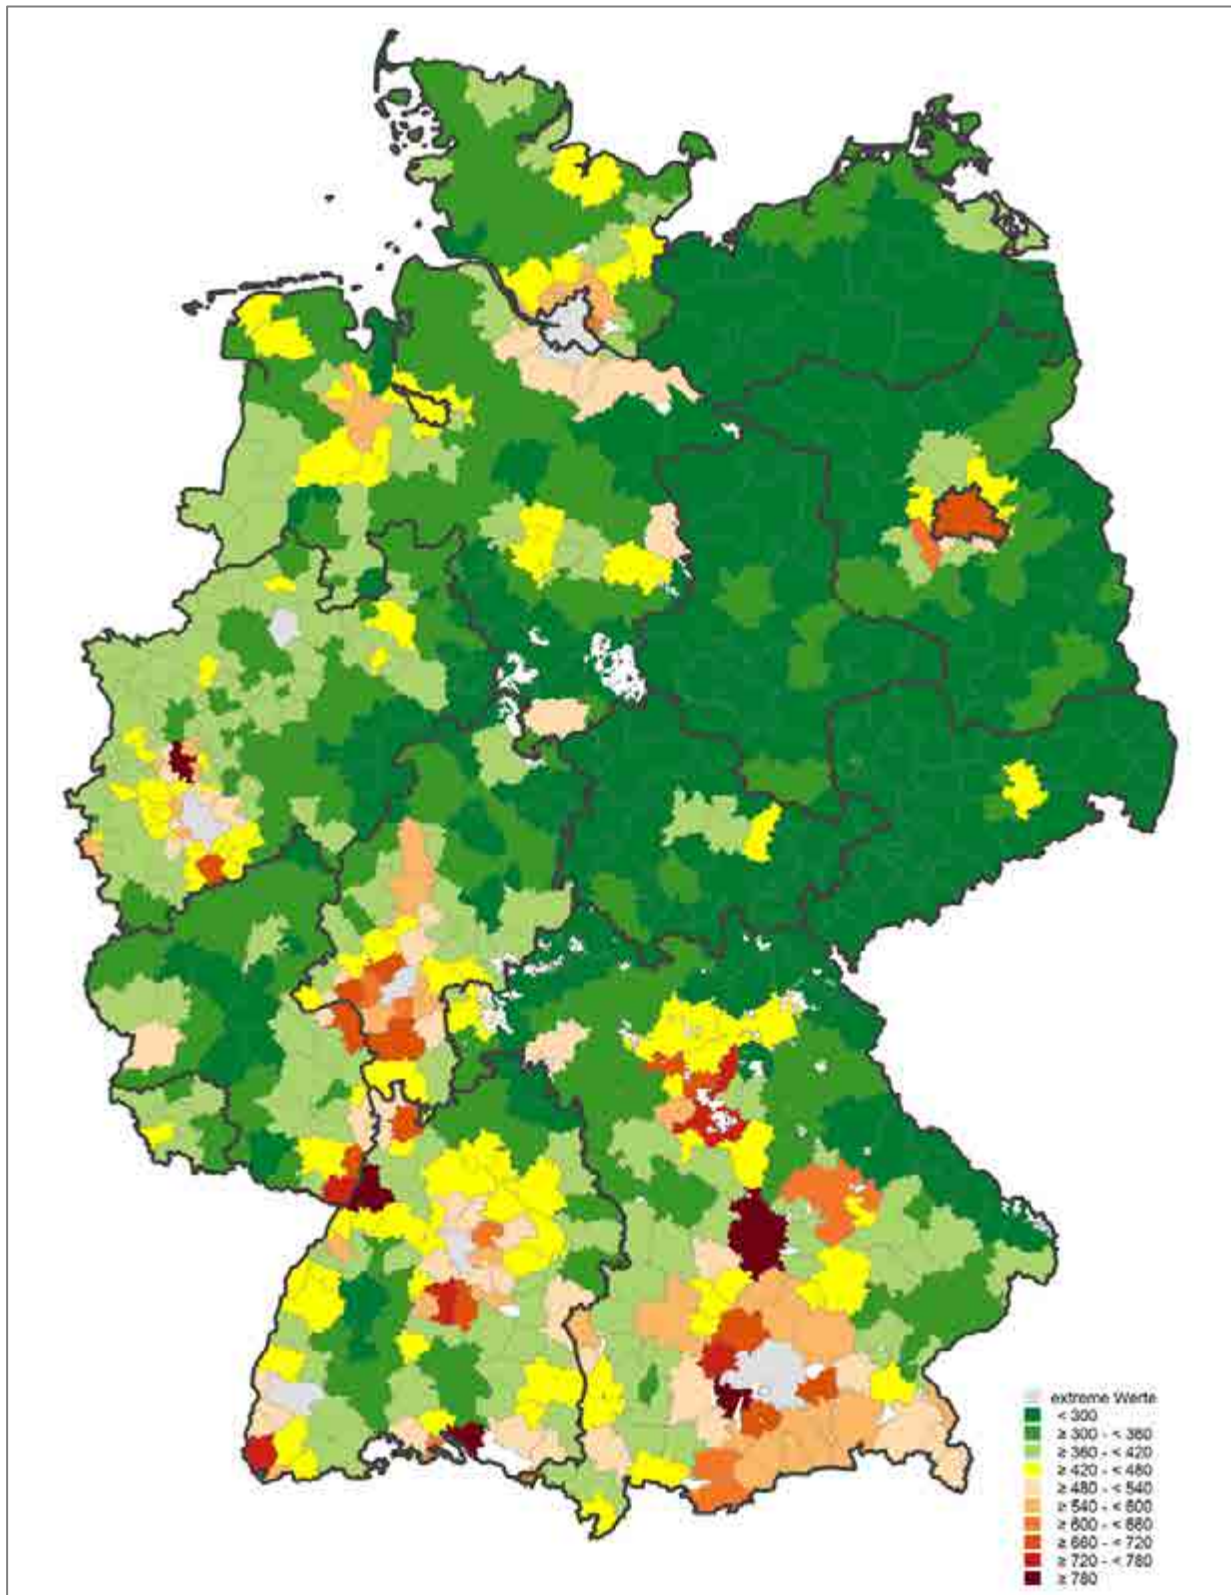 extreme Werte
< 300
≥ 300 - < 360
≥ 360 - < 420
≥ 420 - < 480
≥ 480 - < 540
≥ 540 - < 600
≥ 600 - < 660
≥ 660 - < 720
≥ 720 - < 780
≥ 780